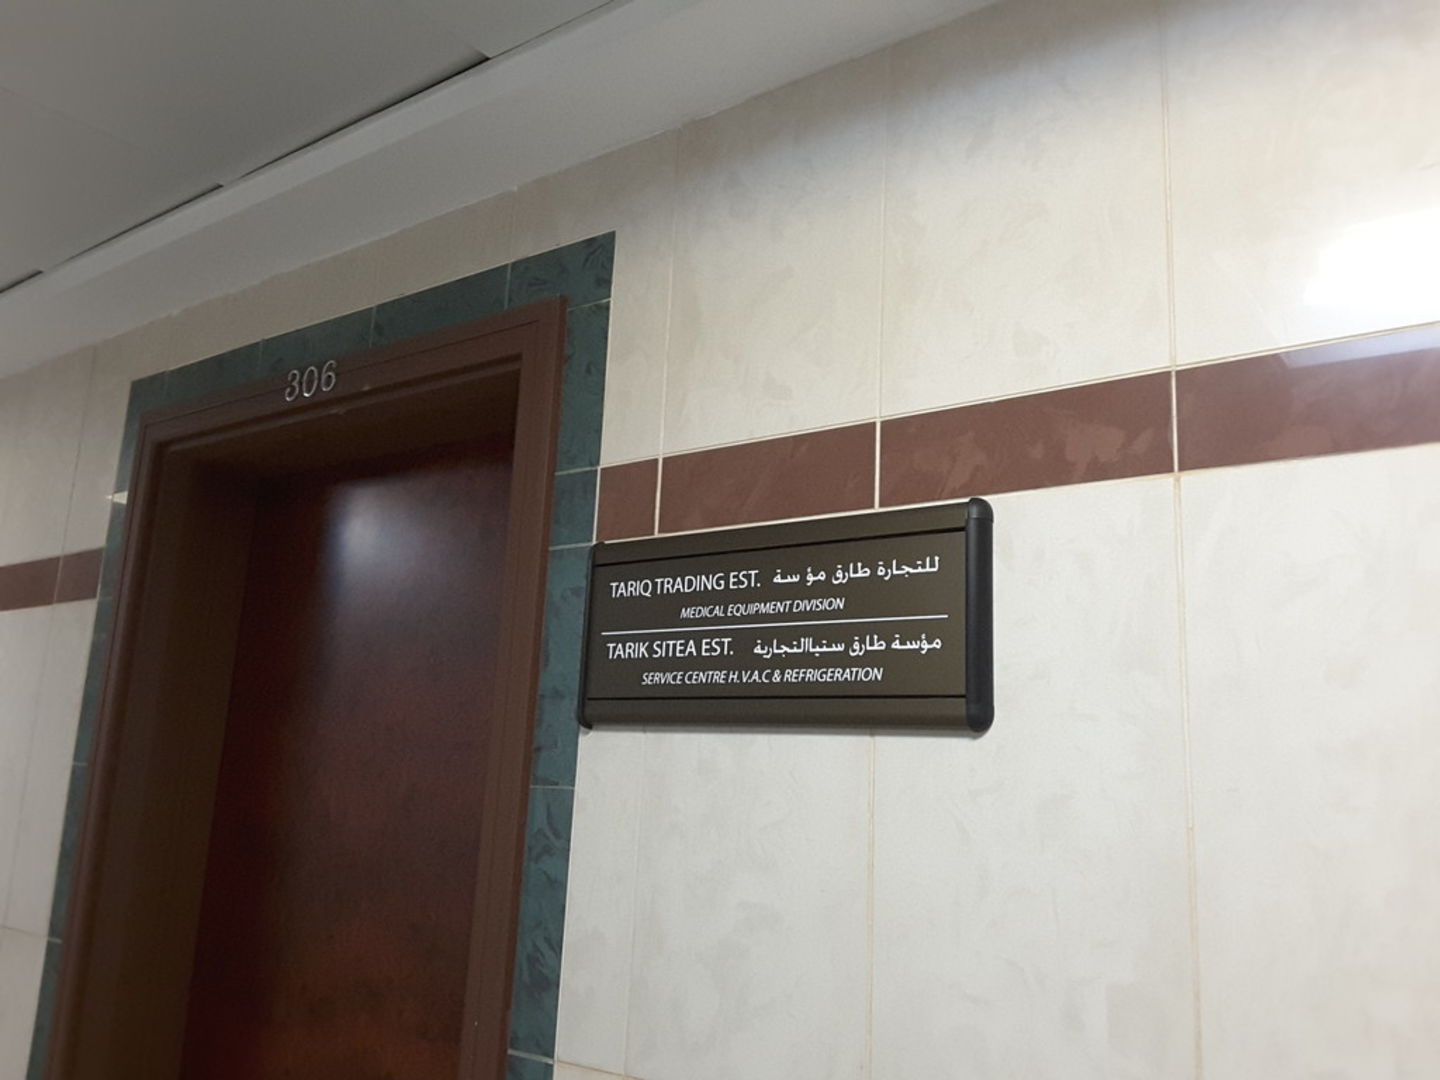 306
TARIQ TRADING EST. للتجارة طارق مؤ سة
MEDICAL EQUIPMENT DIVISION
TARIK SITEA EST. مؤسة طارق ستياالتجارية
SERVICE CENTRE H.V.A.C & REFRIGERATION